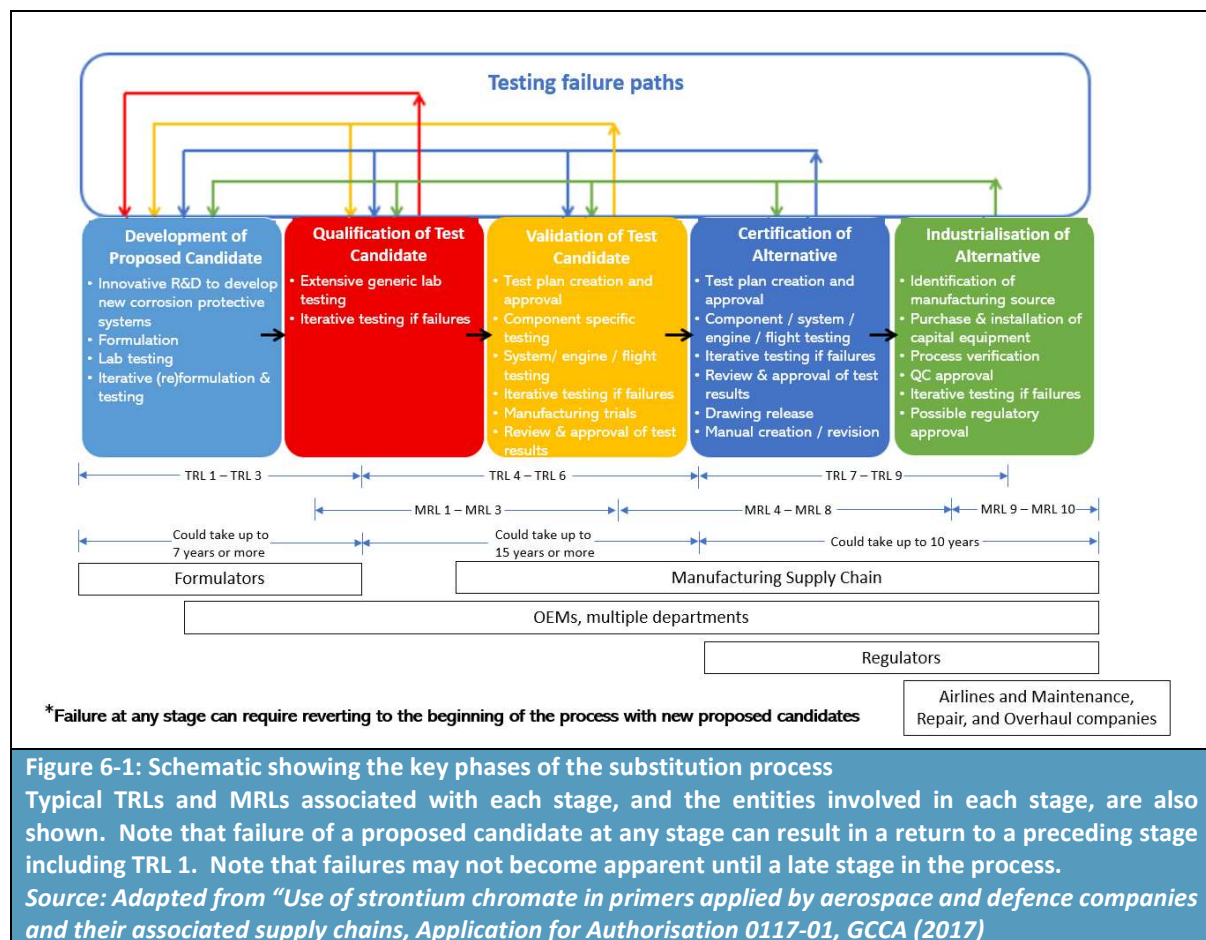 Testing failure paths
Development of
Proposed Candidate
• Innovative R&D to develop
new corrosion protective
systems
• Formulation
• Lab testing
• Iterative (re)formulation &
testing
Qualification of Test
Candidate
• Extensive generic lab
testing
• Iterative testing if failures
Validation of Test
Candidate
• Test plan creation and
approval
• Component specific
testing
• System/ engine / flight
testing
• Iterative testing if failures
• Manufacturing trials
• Review & approval of test
results
Certification of
Alternative
• Test plan creation and
approval
• Component / system /
engine / flight testing
• Iterative testing if failures
• Review & approval of test
results
• Drawing release
• Manual creation / revision
Industrialisation of
Alternative
• Identification of
manufacturing source
• Purchase & installation of
capital equipment
• Process verification
• QC approval
• Iterative testing if failures
• Possible regulatory
approval
TRL 1 – TRL 3
TRL 4 – TRL 6
TRL 7 – TRL 9
MRL 1 – MRL 3
MRL 4 – MRL 8
MRL 9 – MRL 10
Could take up to
7 years or more
Could take up to
15 years or more
Could take up to 10 years
Formulators
Manufacturing Supply Chain
OEMs, multiple departments
Regulators
Airlines and Maintenance,
Repair, and Overhaul companies
*Failure at any stage can require reverting to the beginning of the process with new proposed candidates
Figure 6-1: Schematic showing the key phases of the substitution process
Typical TRLs and MRLs associated with each stage, and the entities involved in each stage, are also
shown. Note that failure of a proposed candidate at any stage can result in a return to a preceding stage
including TRL 1. Note that failures may not become apparent until a late stage in the process.
Source: Adapted from “Use of strontium chromate in primers applied by aerospace and defence companies
and their associated supply chains, Application for Authorisation 0117-01, GCCA (2017)